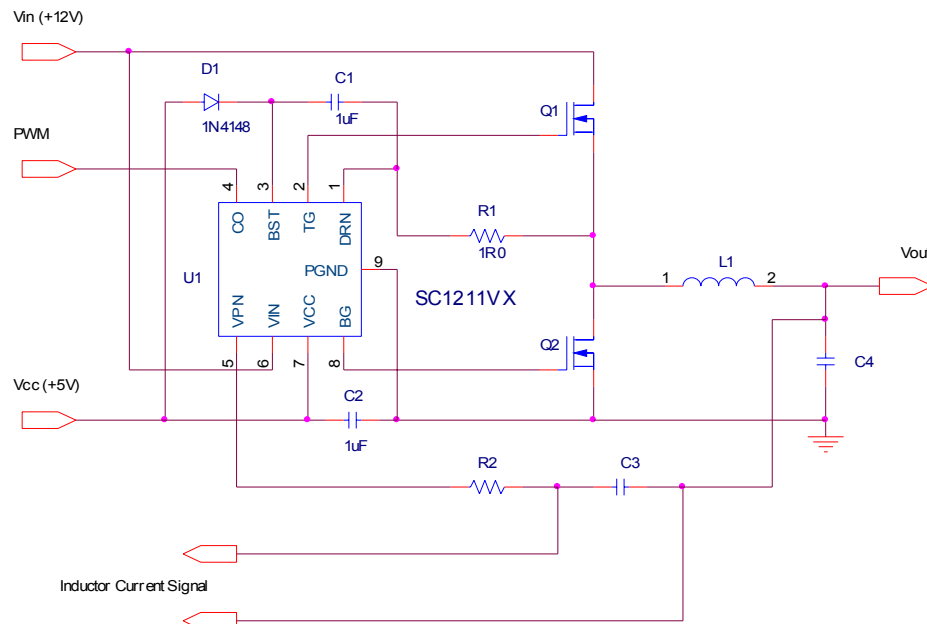 Vin (+12V)
D1
C1
1N4148
1uF
Q1
PWM
4
3
2
1
CO
BST
TG
DRN
R1
1R0
PGND
9
U1
SC1211VX
L1
1
2
Vou
VPN
VIN
VCC
BG
Q2
5
6
7
8
C4
Vcc (+5V)
C2
1uF
R2
C3
Inductor Current Signal